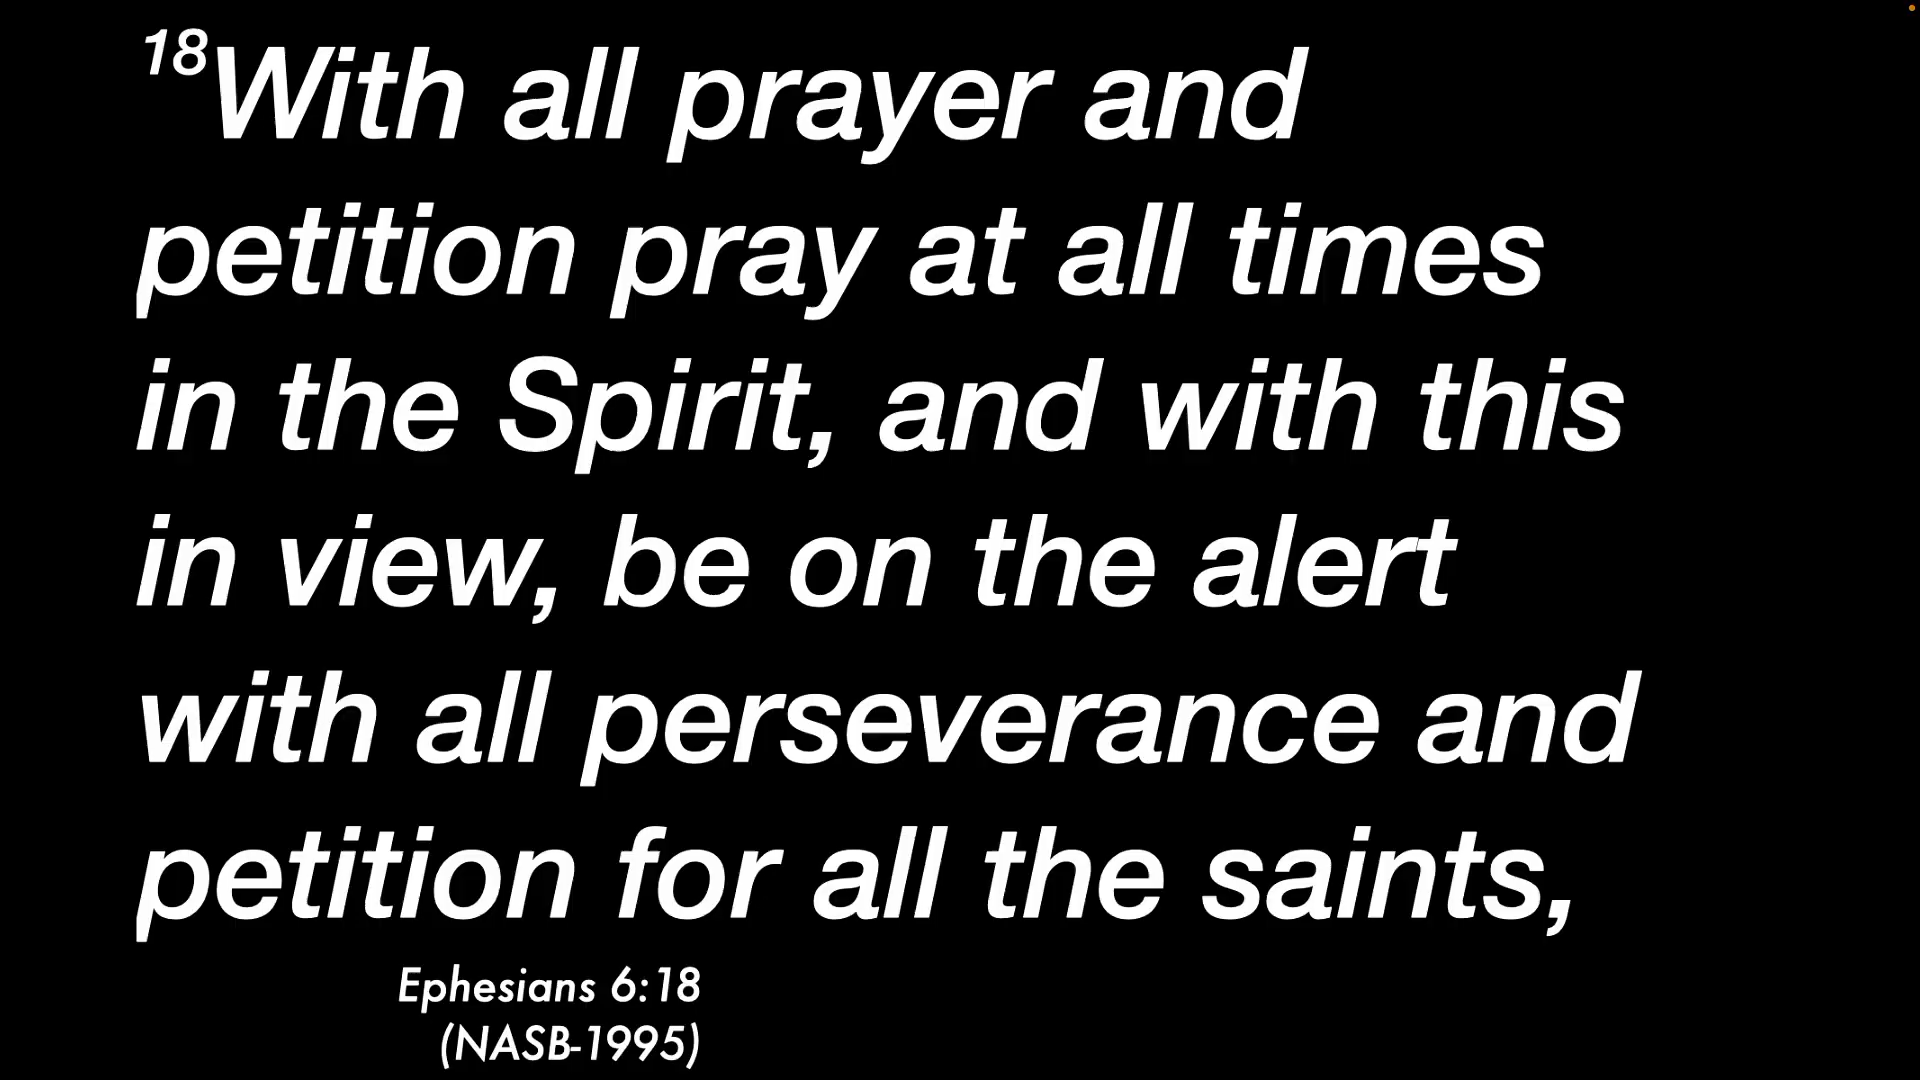 18With all prayer and
petition pray at all times
in the Spirit, and with this
in view, be on the alert
with all perseverance and
petition for all the saints,
Ephesians 6:18
(NASB-1995)